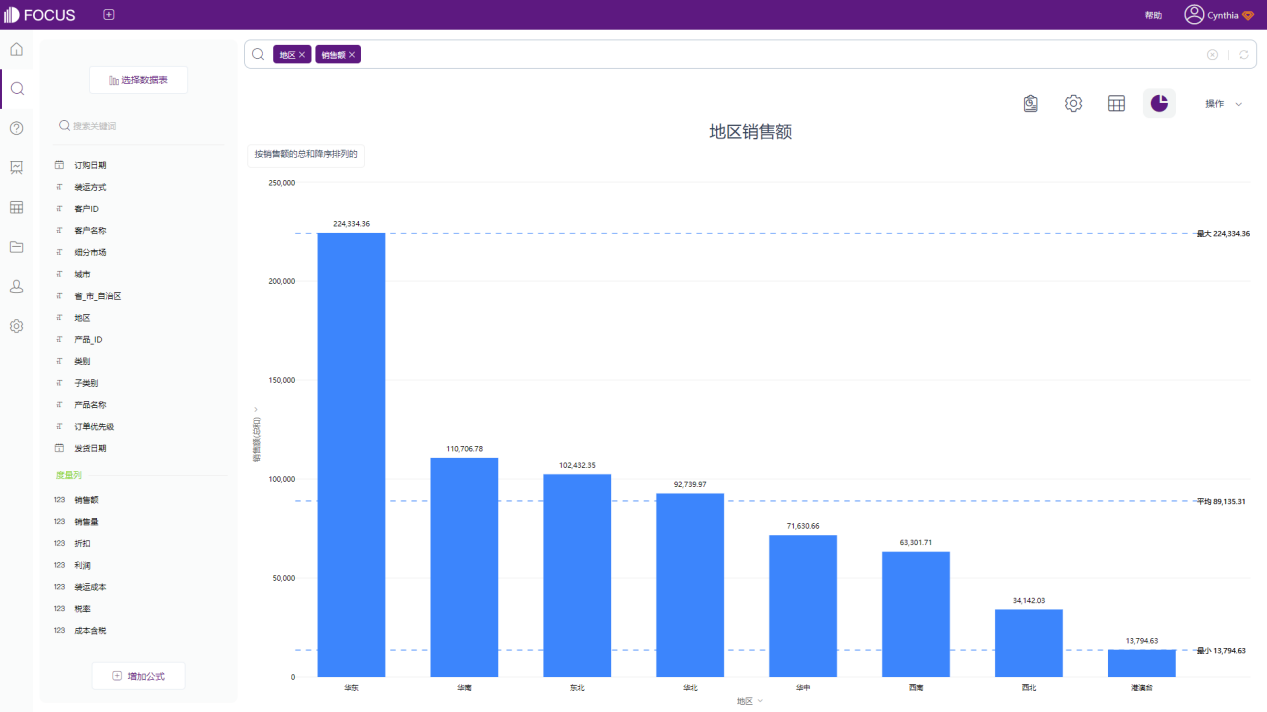 FOCUS
帮助
Cynthia
选择数据表
搜索关键词
订购日期
装运方式
客户ID
客户名称
细分市场
城市
省_市_自治区
地区
产品_ID
类别
子类别
产品名称
订单优先级
发货日期
度量列
123 销售额
123 销售量
123 折扣
123 利润
123 装运成本
123 税率
123 成本含税
增加公式
地区 销售额
操作
地区销售额
按销售额的总和降序排列的
销售额(总和)
250,000
200,000
150,000
100,000
50,000
0
224,334.36
110,706.78
102,432.35
92,739.97
71,630.66
63,301.71
34,142.03
13,794.63
最大 224,334.36
平均 89,135.31
最小 13,794.63
华东
华南
东北
华北
华中
西南
西北
港澳台
地区